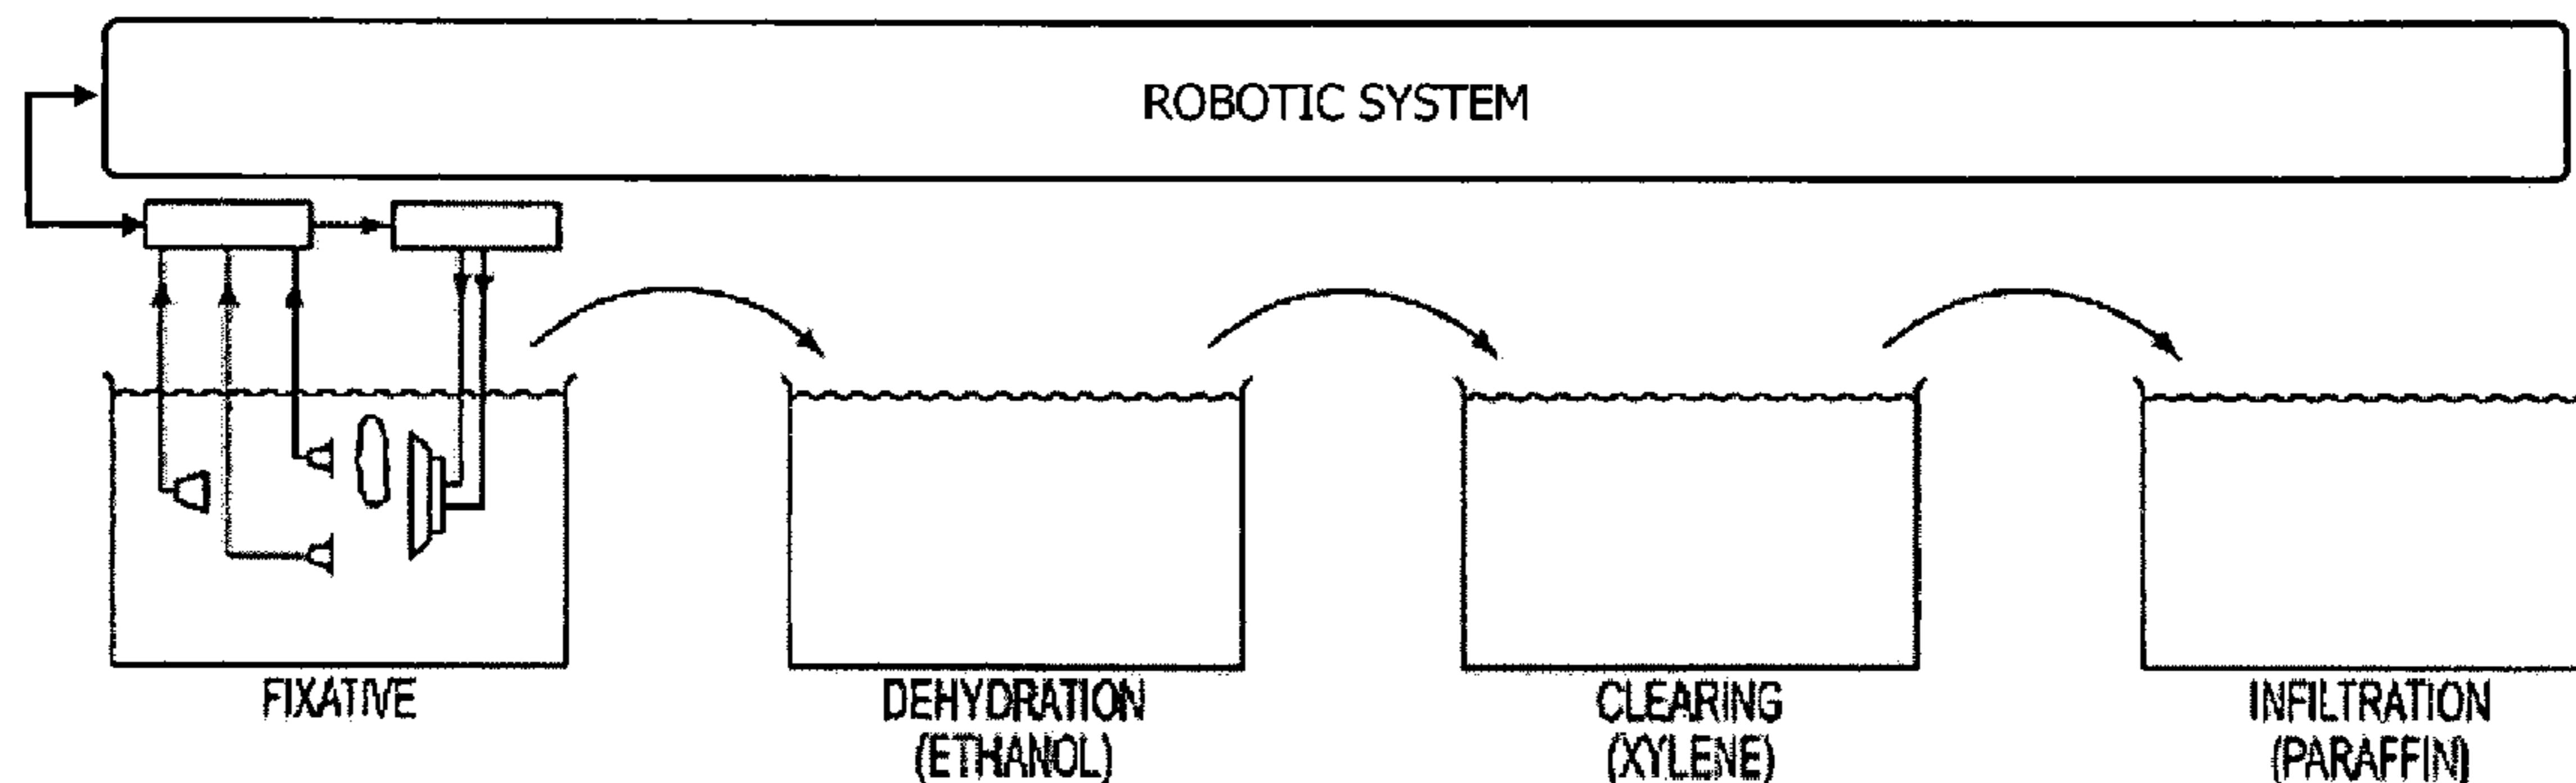 ROBOTIC SYSTEM
FIXATIVE
DEHYDRATION
(ETHANOL)
CLEARING
(XYLENE)
INFILTRATION
(PARAFFIN)